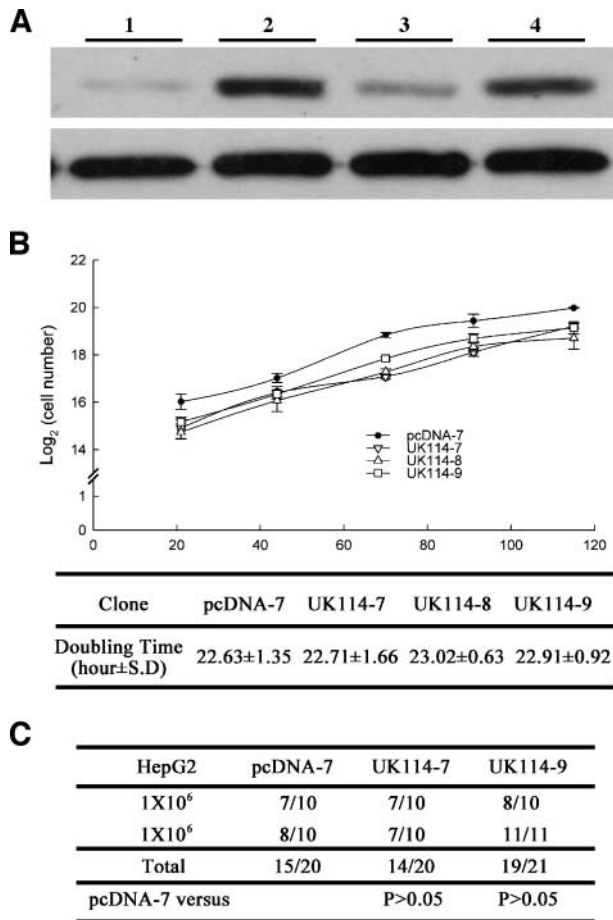 A
1 2 3 4
B
22
20
18
16
14
1
0
Log₂ (cell number)
pcDNA-7
UK114-7
UK114-8
UK114-9
0 20 40 60 80 100 120
Clone pcDNA-7 UK114-7 UK114-8 UK114-9
Doubling Time
(hour±S.D) 22.63±1.35 22.71±1.66 23.02±0.63 22.91±0.92
C
HepG2 pcDNA-7 UK114-7 UK114-9
1X10⁶ 7/10 7/10 8/10
1X10⁶ 8/10 7/10 11/11
Total 15/20 14/20 19/21
pcDNA-7 versus P>0.05 P>0.05